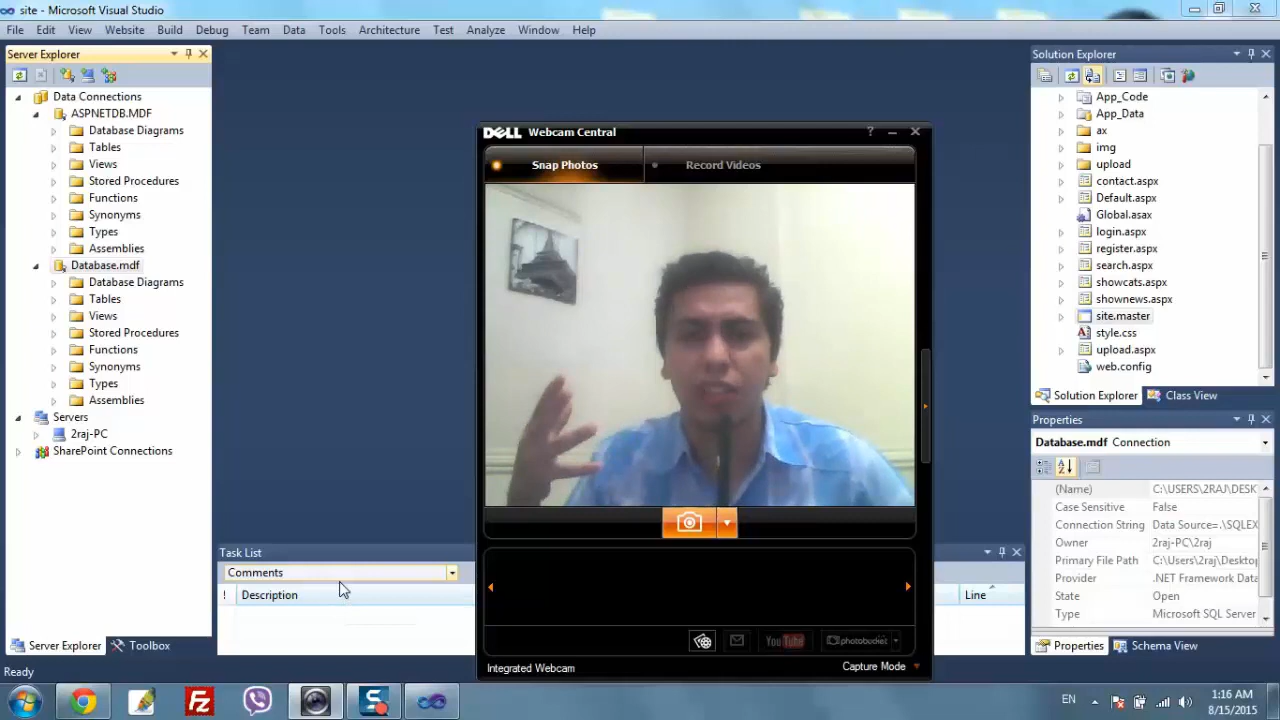 site - Microsoft Visual Studio
File Edit View Website Build Debug Team Data Tools Architecture Test Analyze Window Help
Server Explorer
Data Connections
ASPNETDB.MDF
Database Diagrams
Tables
Views
Stored Procedures
Functions
Synonyms
Types
Assemblies
Database.mdf
Database Diagrams
Tables
Views
Stored Procedures
Functions
Synonyms
Types
Assemblies
Servers
2raj-PC
SharePoint Connections
Server Explorer Toolbox
Ready
DELL Webcam Central
?
Snap Photos Record Videos
You Tube photobucket
Integrated Webcam Capture Mode
Task List
Comments
! Description Line
Solution Explorer
App_Code
App_Data
ax
img
upload
contact.aspx
Default.aspx
Global.asax
login.aspx
register.aspx
search.aspx
showcats.aspx
shownews.aspx
site.master
style.css
upload.aspx
web.config
Solution Explorer Class View
Properties
Database.mdf Connection
(Name) C:\USERS\2RAJ\DESK
Case Sensitive False
Connection String Data Source=.\SQLEX
Owner 2raj-PC\2raj
Primary File Path C:\Users\2raj\Desktop
Provider .NET Framework Data
State Open
Type Microsoft SQL Server
Properties Schema View
EN 1:16 AM
8/15/2015